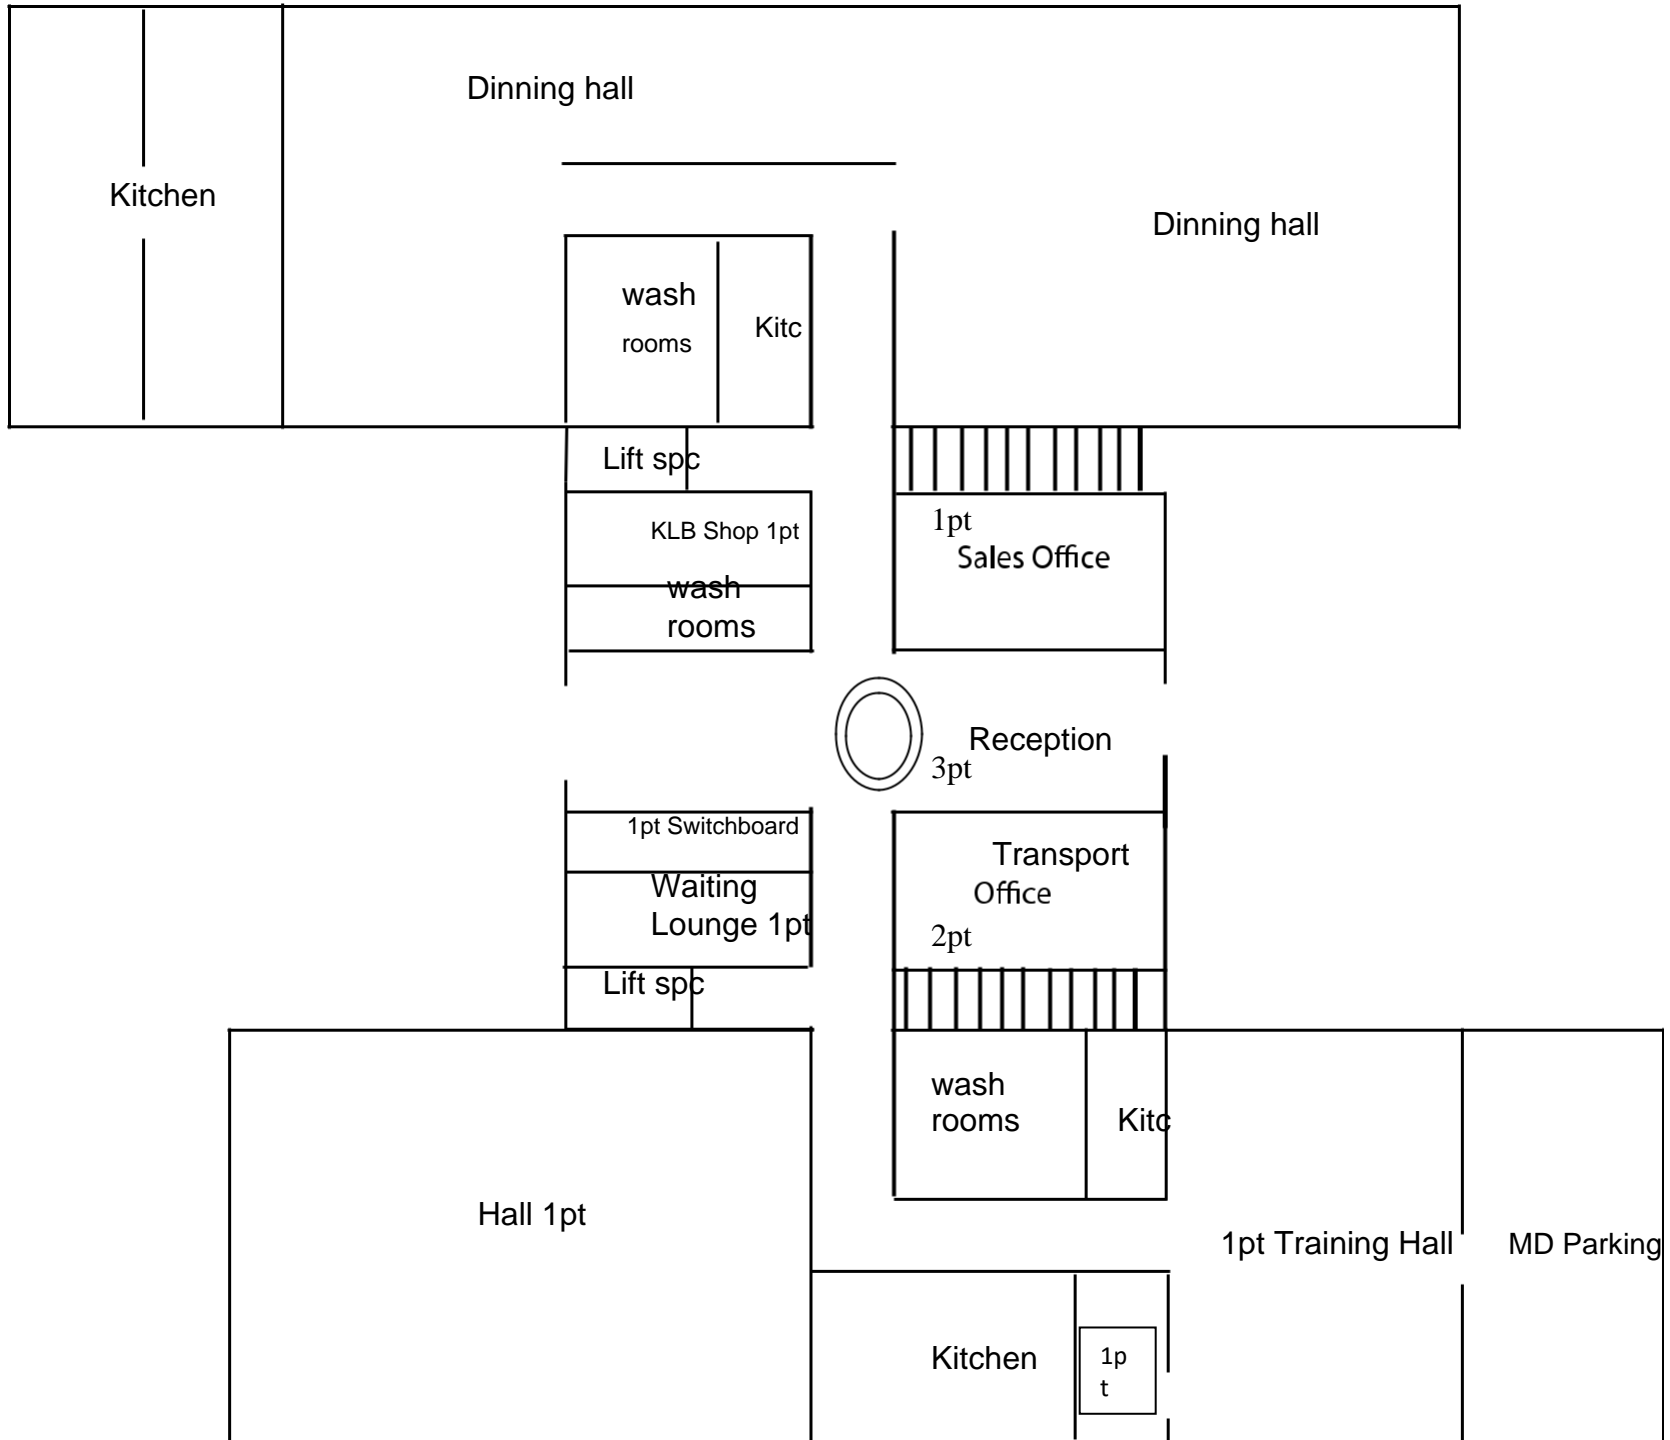 Dinning hall
Kitchen
Dinning hall
wash
rooms
Kitc
Lift spc
KLB Shop 1pt
1pt
Sales Office
wash
rooms
Reception
3pt
1pt Switchboard
Transport
Office
Waiting
Lounge 1pt
2pt
Lift spc
wash
rooms
Kitc
Hall 1pt
1pt Training Hall
MD Parking
Kitchen
1p
t